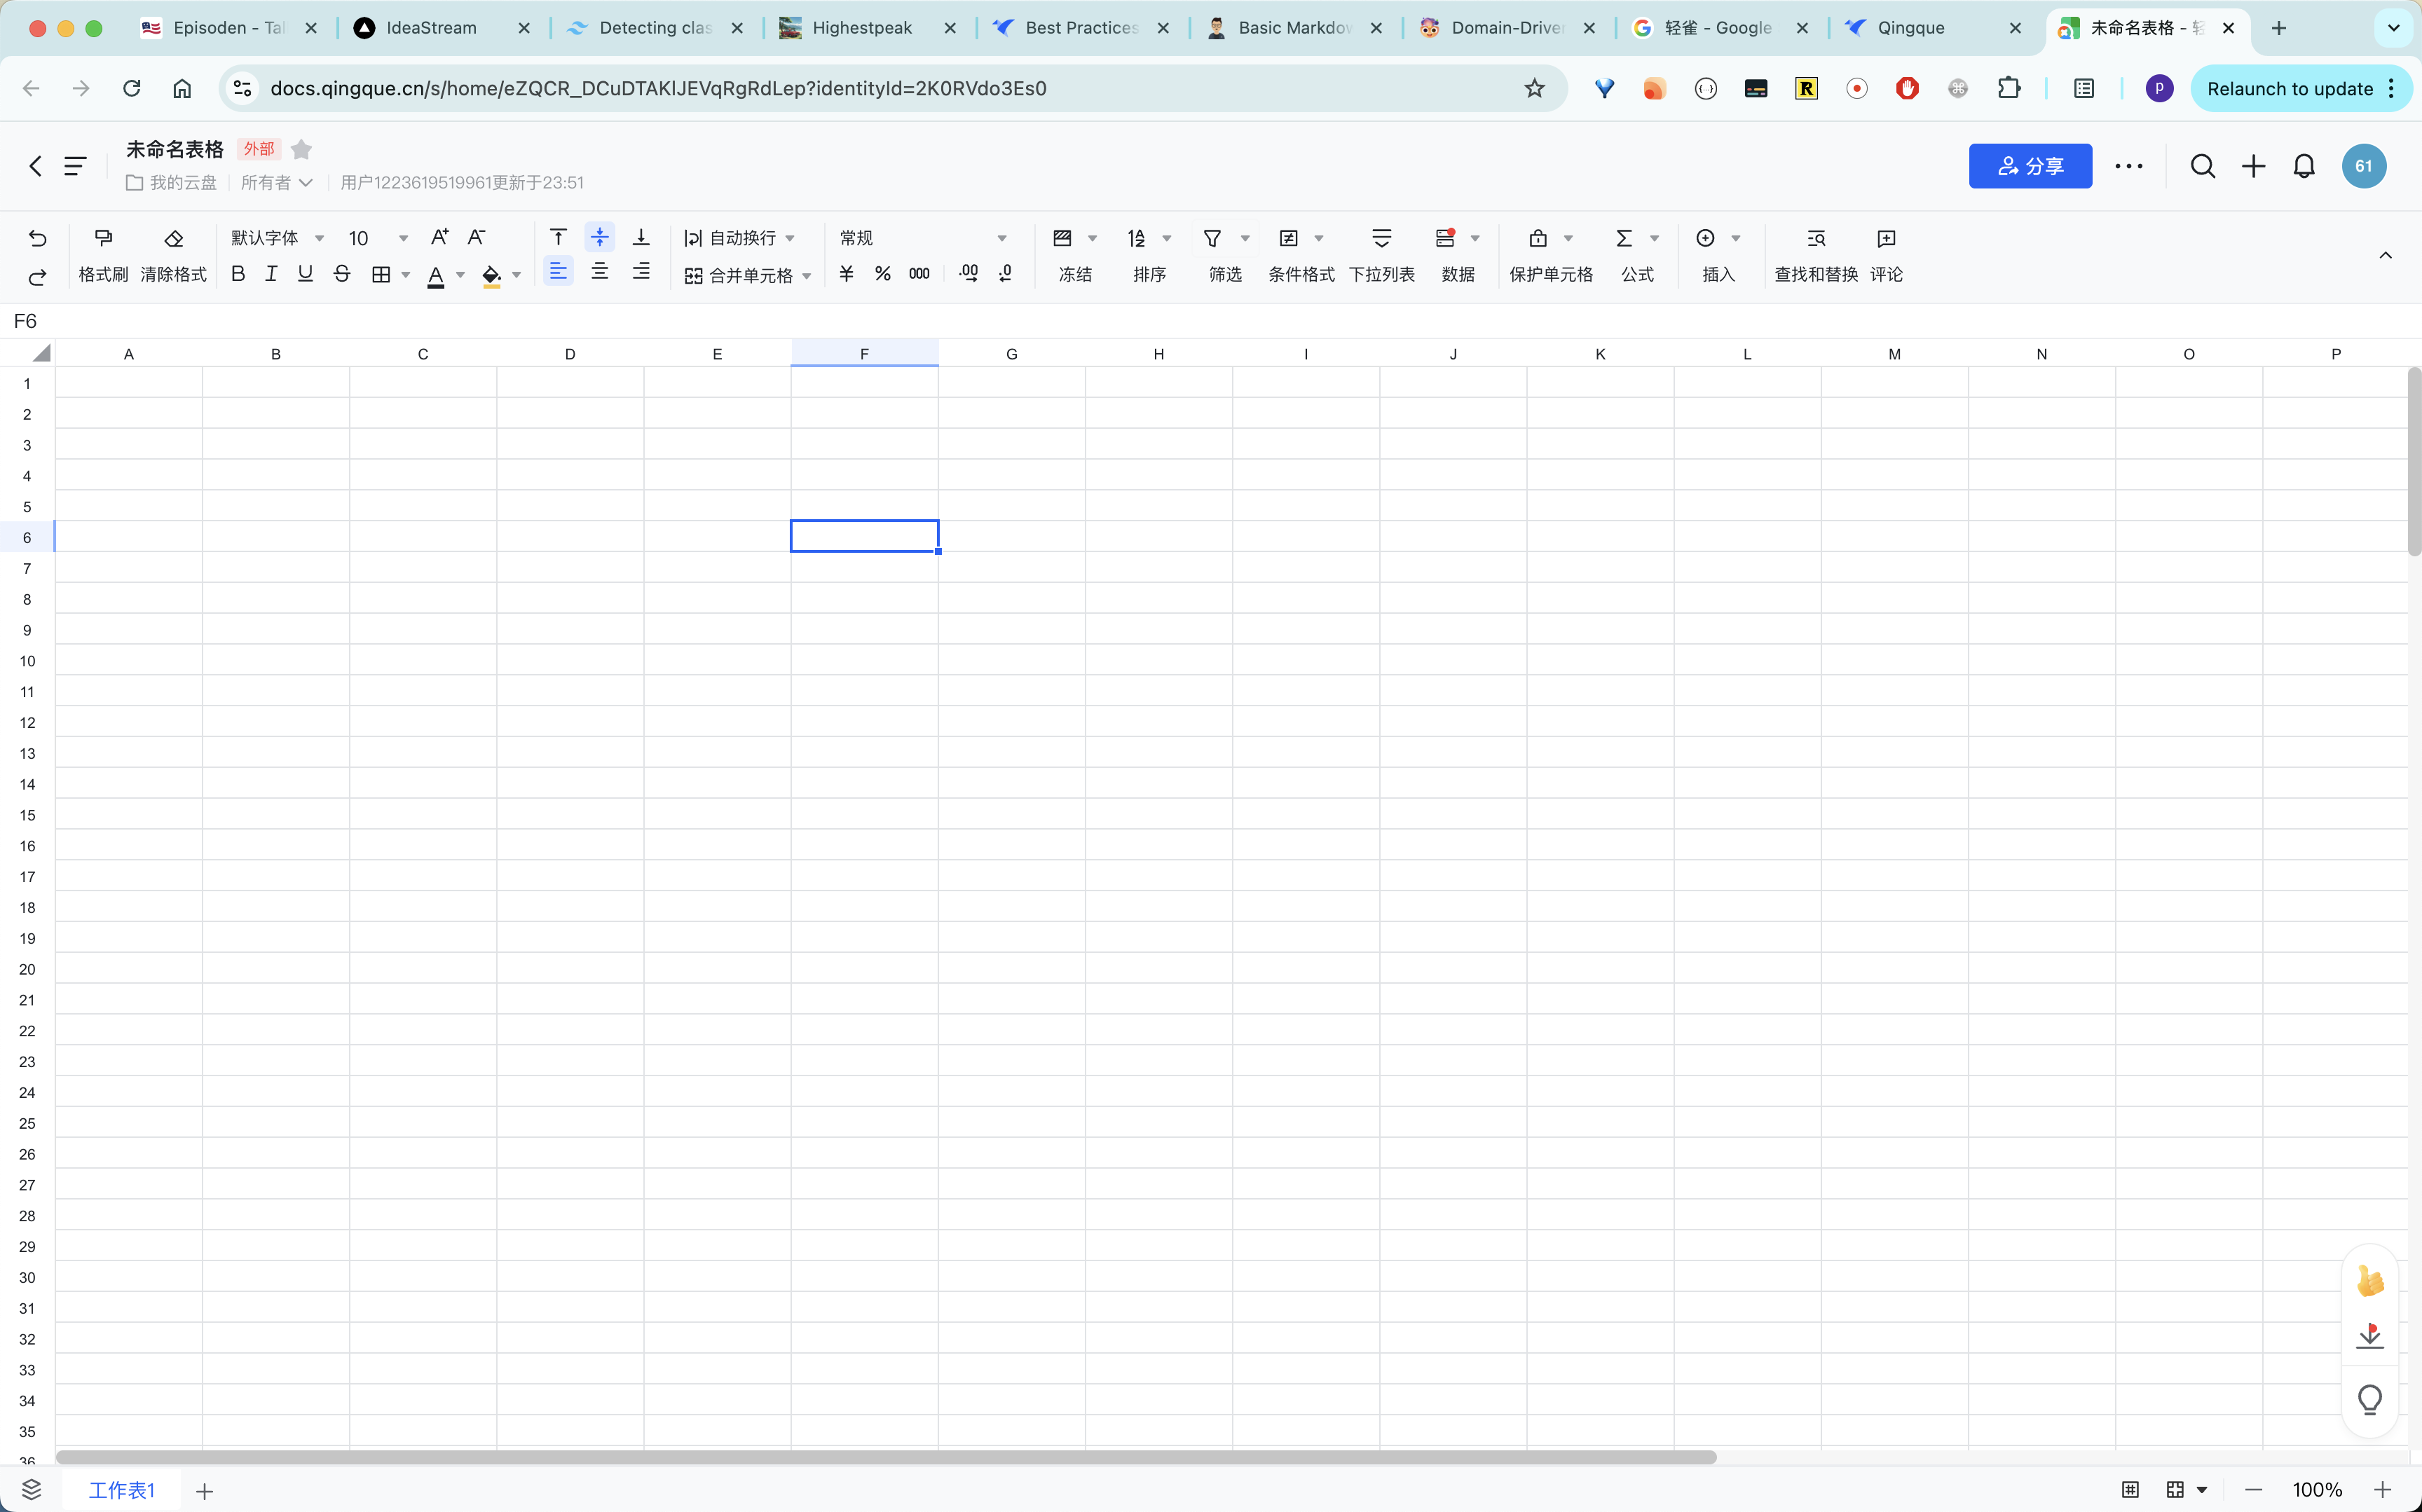 Episoden - Tal
IdeaStream
Detecting clas
Highestpeak
Best Practices
Basic Markdow
Domain-Driven
轻雀 - Google
Qingque
未命名表格 - 轻
docs.qingque.cn/s/home/eZQCR_DCuDTAKlJEVqRgRdLep?identityId=2K0RVdo3Es0
R
P
Relaunch to update
未命名表格 外部
我的云盘 所有者 用户1223619519961更新于23:51
分享
61
默认字体 10 A+ A-
自动换行 常规
格式刷 清除格式 B I U S A
合并单元格 ¥ % 000 .00 .0
冻结 排序 筛选 条件格式 下拉列表 数据 保护单元格 公式 插入 查找和替换 评论
F6
A B C D E F G H I J K L M N O P
1
2
3
4
5
6
7
8
9
10
11
12
13
14
15
16
17
18
19
20
21
22
23
24
25
26
27
28
29
30
31
32
33
34
35
36
工作表1
100%